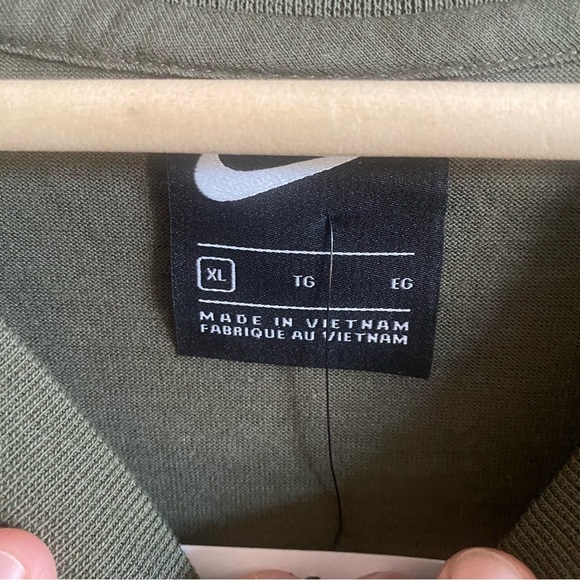 XL TG EG
MADE IN VIETNAM
FABRIQUE AU VIETNAM